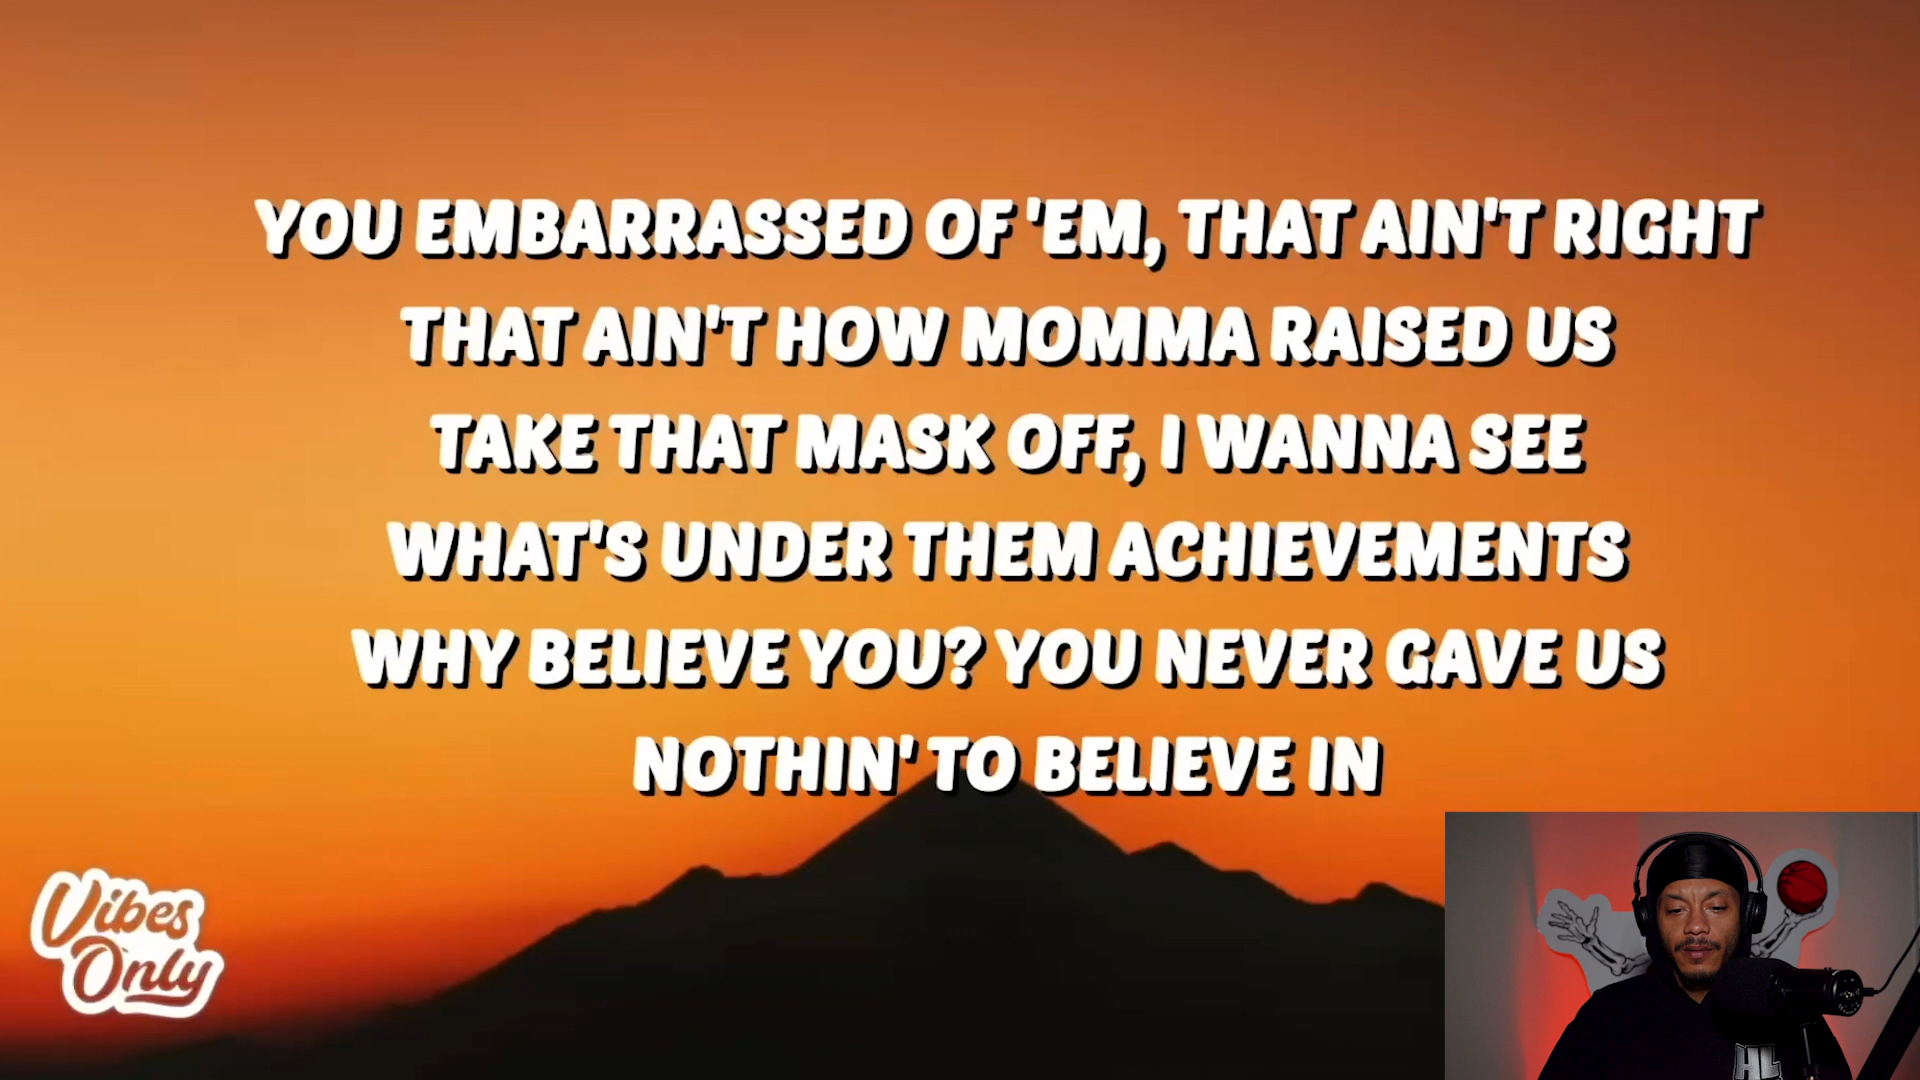 YOU EMBARRASSED OF 'EM, THAT AIN'T RIGHT
THAT AIN'T HOW MOMMA RAISED US
TAKE THAT MASK OFF, I WANNA SEE
WHAT'S UNDER THEM ACHIEVEMENTS
WHY BELIEVE YOU? YOU NEVER GAVE US
NOTHIN' TO BELIEVE IN
Vibes
Only
HL